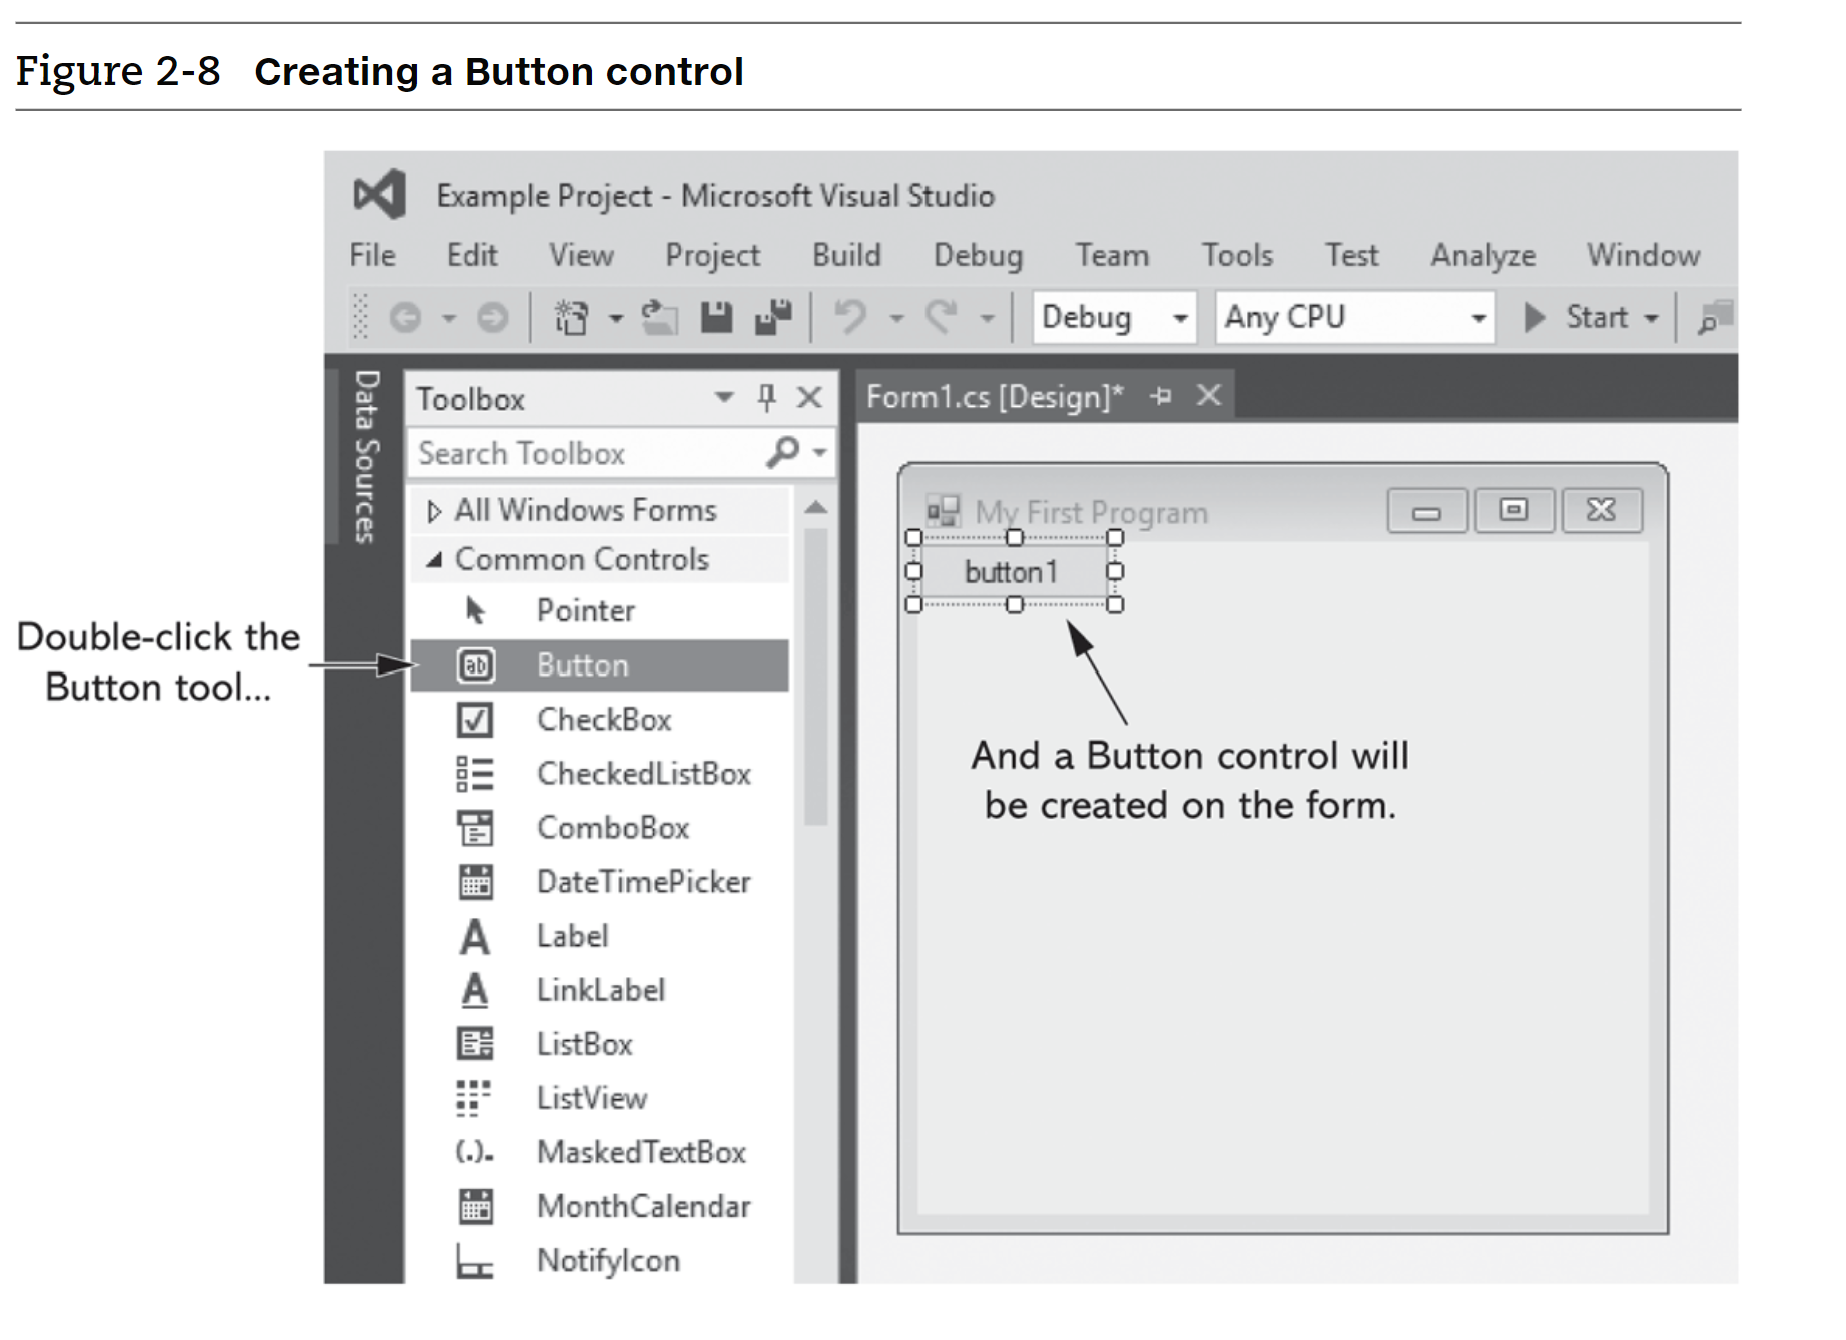 Figure 2-8 Creating a Button control
Example Project - Microsoft Visual Studio
File Edit View Project Build Debug Team Tools Test Analyze Window
Debug Any CPU Start
Data Sources
Toolbox
Search Toolbox
All Windows Forms
Common Controls
Pointer
Button
CheckBox
CheckedListBox
ComboBox
DateTimePicker
Label
LinkLabel
ListBox
ListView
MaskedTextBox
MonthCalendar
NotifyIcon
Double-click the
Button tool...
Form1.cs [Design]*
My First Program
button1
And a Button control will
be created on the form.